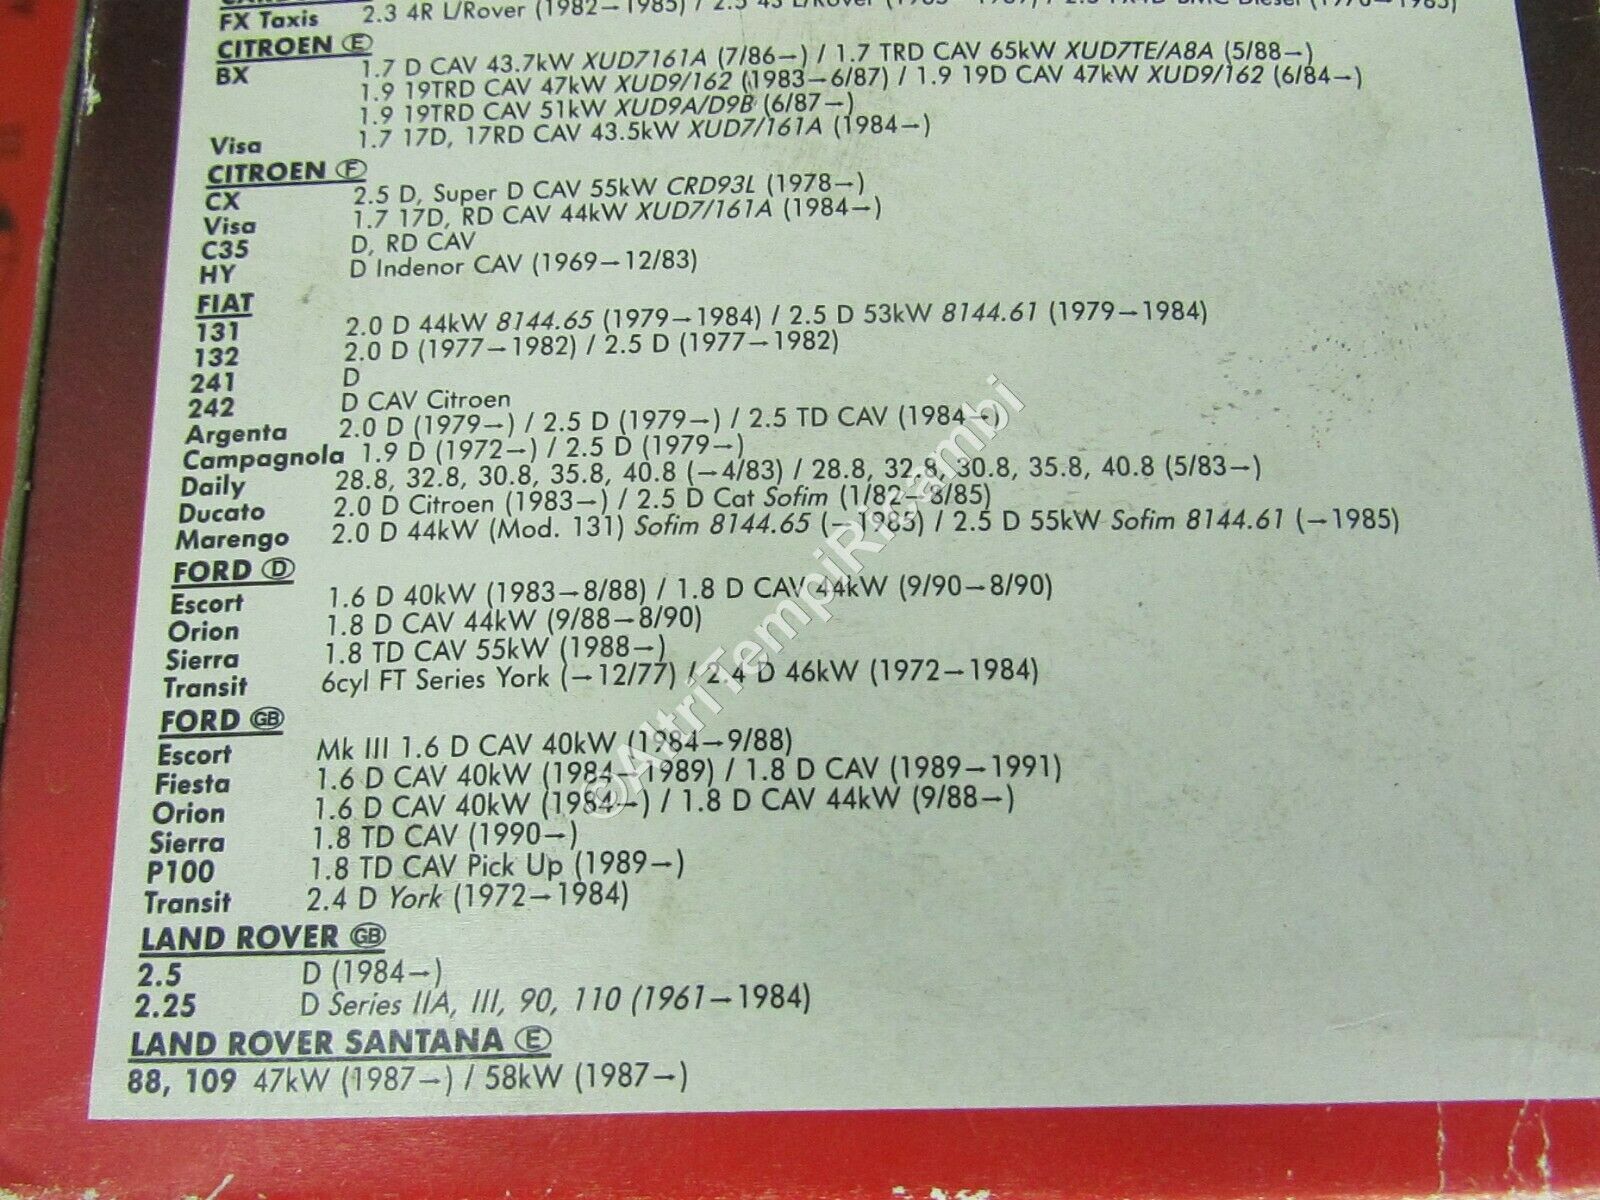 FX Taxis 2.3 4R L/Rover (1982→1985) / 2.5 43 L/Rover
CITROEN Ⓔ
BX 1.7 D CAV 43.7kW XUD7161A (7/86→) / 1.7 TRD CAV 65kW XUD7TE/A8A (5/88→)
1.9 19TRD CAV 47kW XUD9/162 (1983→6/87) / 1.9 19D CAV 47kW XUD9/162 (6/84→)
1.9 19TRD CAV 51kW XUD9A/D9B (6/87→)
Visa 1.7 17D, 17RD CAV 43.5kW XUD7/161A (1984→)
CITROEN Ⓕ
CX 2.5 D, Super D CAV 55kW CRD93L (1978→)
Visa 1.7 17D, RD CAV 44kW XUD7/161A (1984→)
C35 D, RD CAV
HY D Indenor CAV (1969→12/83)
FIAT
131 2.0 D 44kW 8144.65 (1979→1984) / 2.5 D 53kW 8144.61 (1979→1984)
132 2.0 D (1977→1982) / 2.5 D (1977→1982)
241 D
242 D CAV Citroen
Argenta 2.0 D (1979→) / 2.5 D (1979→) / 2.5 TD CAV (1984→)
Campagnola 1.9 D (1972→) / 2.5 D (1979→)
Daily 28.8, 32.8, 30.8, 35.8, 40.8 (→4/83) / 28.8, 32.8, 30.8, 35.8, 40.8 (5/83→)
Ducato 2.0 D Citroen (1983→) / 2.5 D Cat Sofim (1/82→8/85)
Marengo 2.0 D 44kW (Mod. 131) Sofim 8144.65 (→1985) / 2.5 D 55kW Sofim 8144.61 (→1985)
FORD Ⓓ
Escort 1.6 D 40kW (1983→8/88) / 1.8 D CAV 44kW (9/90→8/90)
Orion 1.8 D CAV 44kW (9/88→8/90)
Sierra 1.8 TD CAV 55kW (1988→)
Transit 6cyl FT Series York (→12/77) / 2.4 D 46kW (1972→1984)
FORD GB
Escort Mk III 1.6 D CAV 40kW (1984→9/88)
Fiesta 1.6 D CAV 40kW (1984→1989) / 1.8 D CAV (1989→1991)
Orion 1.6 D CAV 40kW (1984→) / 1.8 D CAV 44kW (9/88→)
Sierra 1.8 TD CAV (1990→)
P100 1.8 TD CAV Pick Up (1989→)
Transit 2.4 D York (1972→1984)
LAND ROVER GB
2.5 D (1984→)
2.25 D Series IIA, III, 90, 110 (1961→1984)
LAND ROVER SANTANA Ⓔ
88, 109 47kW (1987→) / 58kW (1987→)
©AltriTempiRicambi